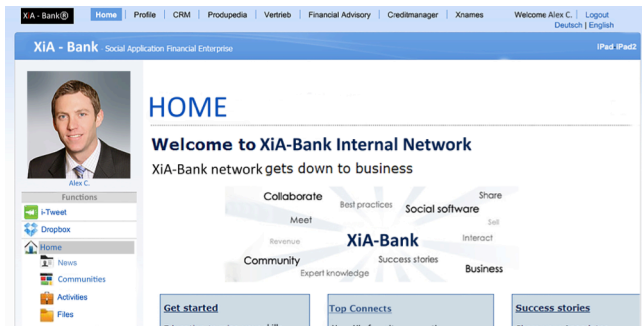 XiA - Bank®
Home | Profile | CRM | Produpedia | Vertrieb | Financial Advisory | Creditmanager | Xnames
Welcome Alex C. | Logout
Deutsch | English
XiA - Bank - Social Application Financial Enterprise
iPad iPad2
Alex C.
Functions
i-Tweet
Dropbox
Home
News
Communities
Activities
Files
HOME
Welcome to XiA-Bank Internal Network
XiA-Bank network gets down to business
Collaborate
Best practices
Share
Social software
Meet
Sell
Revenue
XiA-Bank
Interact
Community
Success stories
Expert knowledge
Business
Get started
Top Connects
Success stories